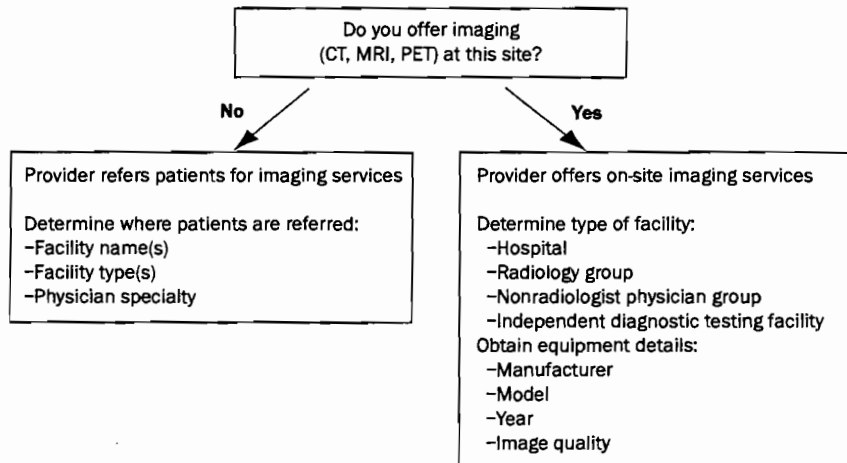 Do you offer imaging
(CT, MRI, PET) at this site?
No
Yes
Provider refers patients for imaging services
Determine where patients are referred:
–Facility name(s)
–Facility type(s)
–Physician specialty
Provider offers on-site imaging services
Determine type of facility:
–Hospital
–Radiology group
–Nonradiologist physician group
–Independent diagnostic testing facility
Obtain equipment details:
–Manufacturer
–Model
–Year
–Image quality